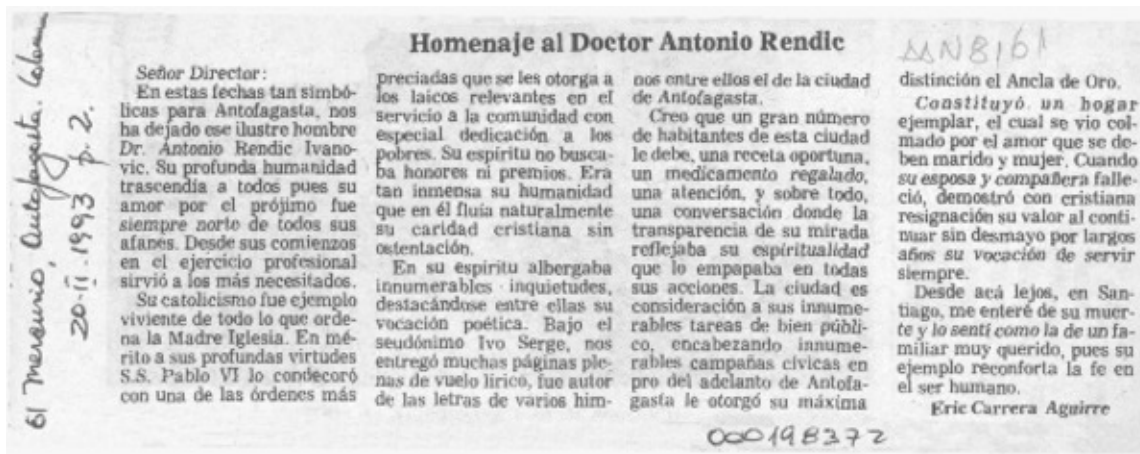 Homenaje al Doctor Antonio Rendic
Señor Director:
En estas fechas tan simbó-
licas para Antofagasta, nos
ha dejado ese ilustre hombre
Dr. Antonio Rendic Ivano-
vic. Su profunda humanidad
trascendía a todos pues su
amor por el prójimo fue
siempre norte de todos sus
afanes. Desde sus comienzos
en el ejercicio profesional
sirvió a los más necesitados.
Su catolicismo fue ejemplo
viviente de todo lo que orde-
na la Madre Iglesia. En mé-
rito a sus profundas virtudes
S.S. Pablo VI lo condecoró
con una de las órdenes más
preciadas que se les otorga a
los laicos relevantes en el
servicio a la comunidad con
especial dedicación a los
pobres. Su espíritu no busca-
ba honores ni premios. Era
tan inmensa su humanidad
que en él fluía naturalmente
su caridad cristiana sin
ostentación.
En su espíritu albergaba
innumerables inquietudes,
destacándose entre ellas su
vocación poética. Bajo el
seudónimo Ivo Serge, nos
entregó muchas páginas ple-
nas de vuelo lírico, fue autor
de las letras de varios him-
nos entre ellos el de la ciudad
de Antofagasta.
Creo que un gran número
de habitantes de esta ciudad
le debe, una receta oportuna,
un medicamento regalado,
una atención, y sobre todo,
una conversación donde la
transparencia de su mirada
reflejaba su espiritualidad
que lo empapaba en todas
sus acciones. La ciudad es
consideración a sus innume-
rables tareas de bien públi-
co, encabezando innume-
rables campañas cívicas en
pro del adelanto de Antofa-
gasta le otorgó su máxima
distinción el Ancla de Oro.
Constituyó un hogar
ejemplar, el cual se vio col-
mado por el amor que se de-
ben marido y mujer. Cuando
su esposa y compañera falle-
ció, demostró con cristiana
resignación su valor al conti-
nuar sin desmayo por largos
años su vocación de servir
siempre.
Desde acá lejos, en San-
tiago, me enteré de su muer-
te y lo sentí como la de un fa-
miliar muy querido, pues su
ejemplo reconforta la fe en
el ser humano.
Eric Carrera Aguirre
El Mercurio, Antofagasta.
20-II-1993 p. 2.
000198372